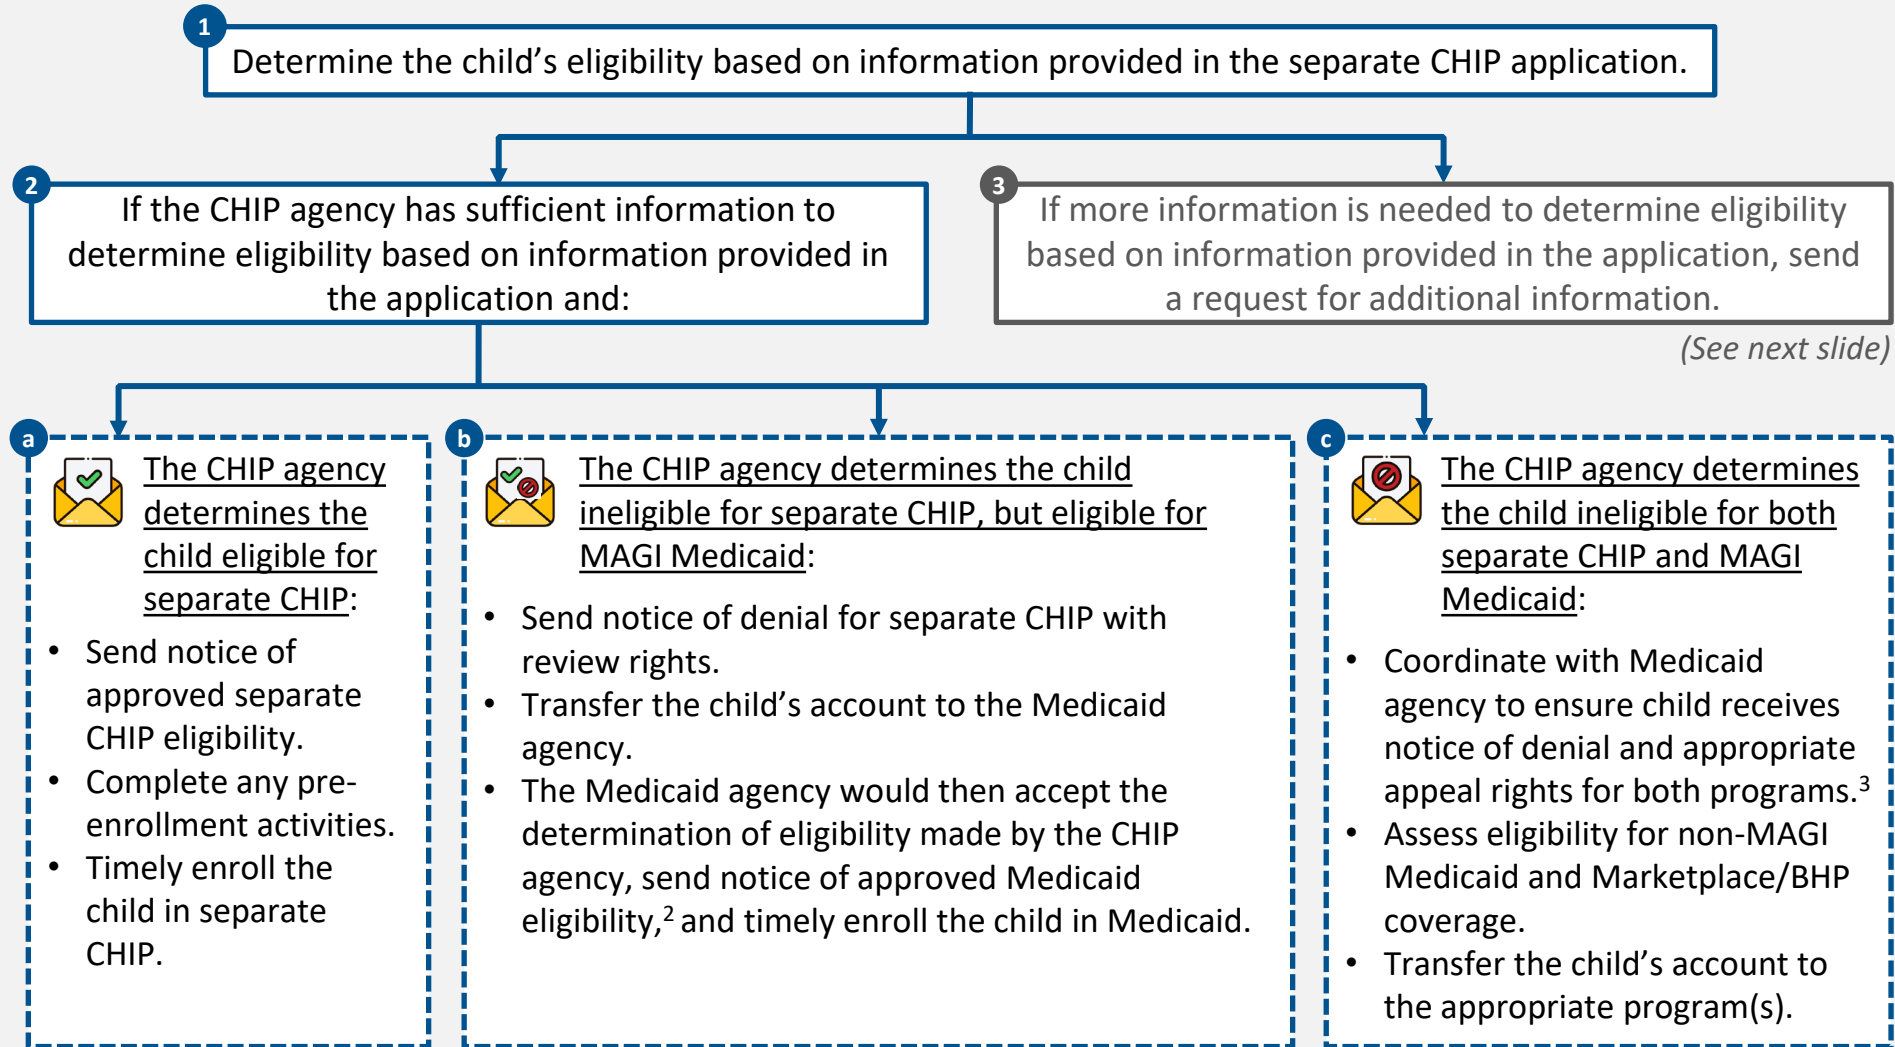 1
Determine the child’s eligibility based on information provided in the separate CHIP application.
2
If the CHIP agency has sufficient information to
determine eligibility based on information provided in
the application and:
3
If more information is needed to determine eligibility
based on information provided in the application, send
a request for additional information.
(See next slide)
a
The CHIP agency
determines the
child eligible for
separate CHIP:
• Send notice of
approved separate
CHIP eligibility.
• Complete any pre-
enrollment activities.
• Timely enroll the
child in separate
CHIP.
b
The CHIP agency determines the child
ineligible for separate CHIP, but eligible for
MAGI Medicaid:
• Send notice of denial for separate CHIP with
review rights.
• Transfer the child’s account to the Medicaid
agency.
• The Medicaid agency would then accept the
determination of eligibility made by the CHIP
agency, send notice of approved Medicaid
eligibility,2 and timely enroll the child in Medicaid.
c
The CHIP agency determines
the child ineligible for both
separate CHIP and MAGI
Medicaid:
• Coordinate with Medicaid
agency to ensure child receives
notice of denial and appropriate
appeal rights for both programs.3
• Assess eligibility for non-MAGI
Medicaid and Marketplace/BHP
coverage.
• Transfer the child’s account to
the appropriate program(s).